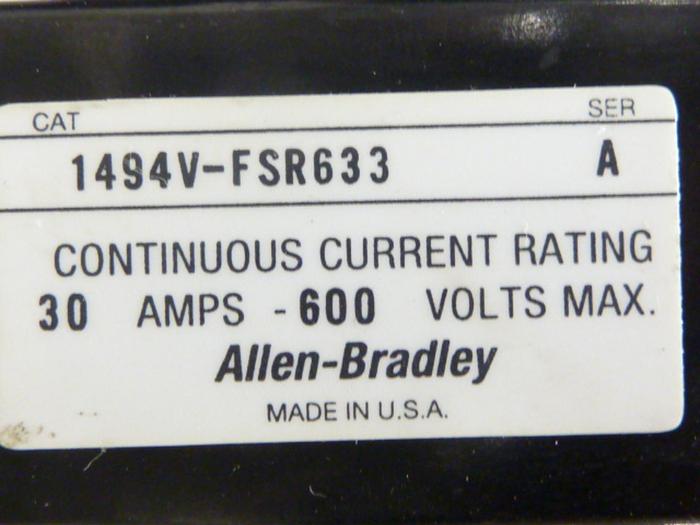 CAT SER
1494V-FSR633 A
CONTINUOUS CURRENT RATING
30 AMPS - 600 VOLTS MAX.
Allen-Bradley
MADE IN U.S.A.